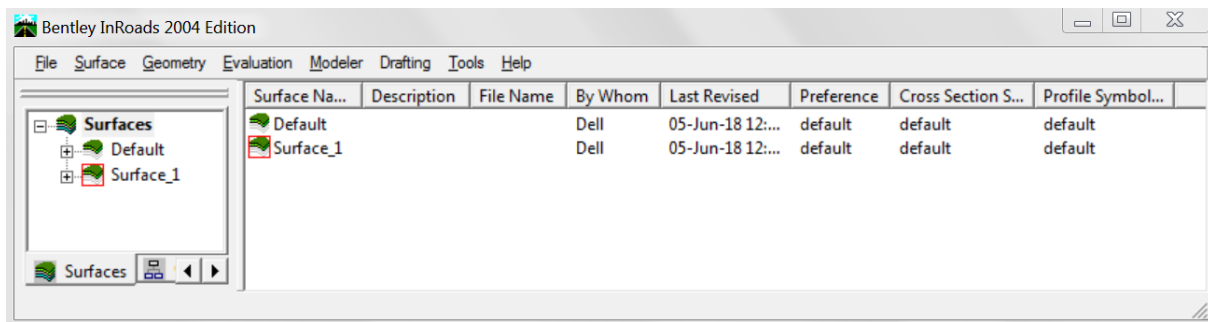 Bentley InRoads 2004 Edition
File Surface Geometry Evaluation Modeler Drafting Tools Help
Surface Na... Description File Name By Whom Last Revised Preference Cross Section S... Profile Symbol...
Surfaces
Default
Surface_1
Default Dell 05-Jun-18 12:... default default default
Surface_1 Dell 05-Jun-18 12:... default default default
Surfaces